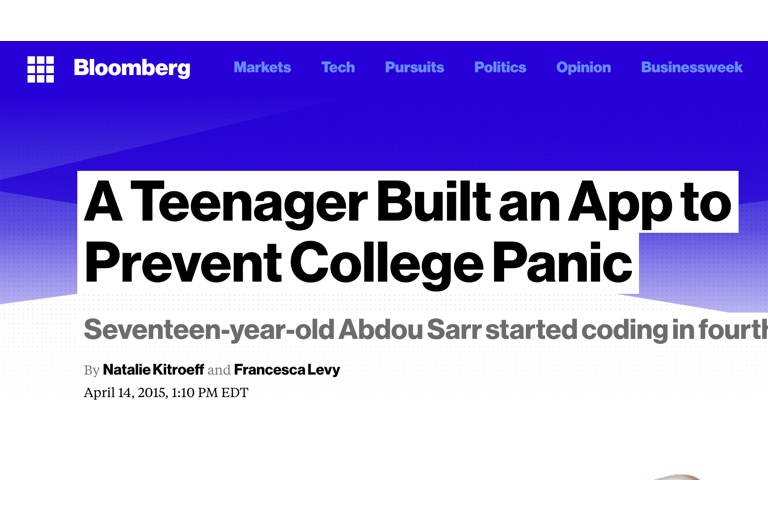 Bloomberg Markets Tech Pursuits Politics Opinion Businessweek
A Teenager Built an App to
Prevent College Panic
Seventeen-year-old Abdou Sarr started coding in fourth
By Natalie Kitroeff and Francesca Levy
April 14, 2015, 1:10 PM EDT